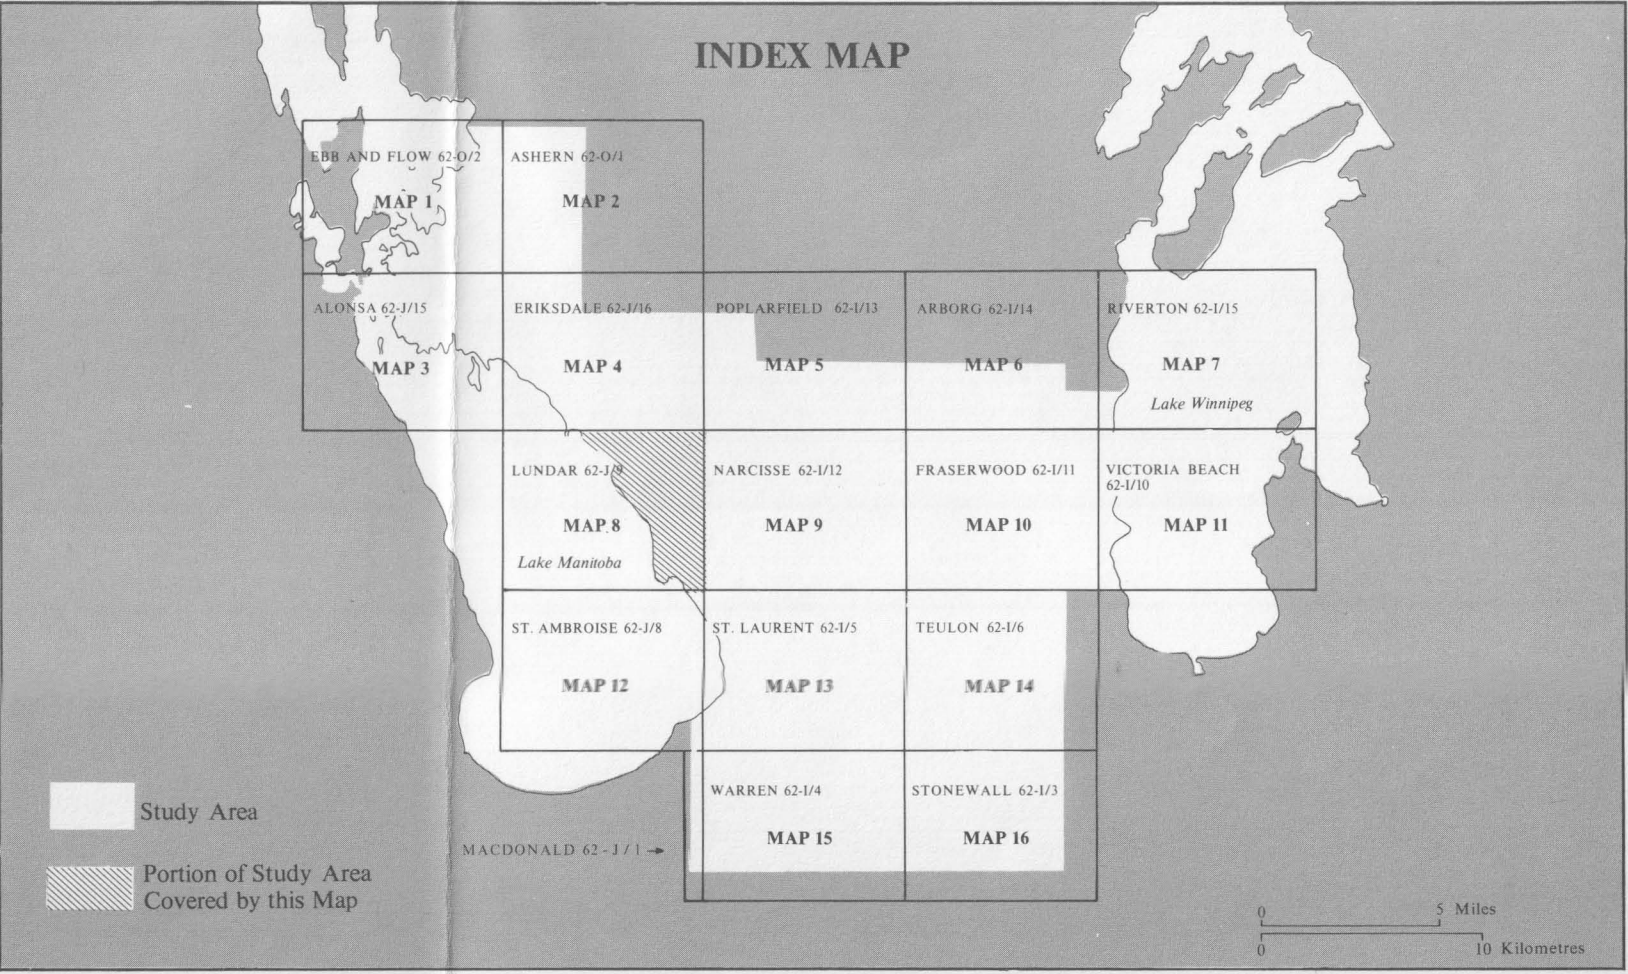 INDEX MAP
EBB AND FLOW 62-O/2
MAP 1
ASHERN 62-O/1
MAP 2
ALONSA 62-J/15
MAP 3
ERIKSDALE 62-J/16
MAP 4
POPLARFIELD 62-I/13
MAP 5
ARBORG 62-I/14
MAP 6
RIVERTON 62-I/15
MAP 7
Lake Winnipeg
LUNDAR 62-J/9
MAP 8
Lake Manitoba
NARCISSE 62-I/12
MAP 9
FRASERWOOD 62-I/11
MAP 10
VICTORIA BEACH
62-I/10
MAP 11
ST. AMBROISE 62-J/8
MAP 12
ST. LAURENT 62-I/5
MAP 13
TEULON 62-I/6
MAP 14
WARREN 62-I/4
MAP 15
STONEWALL 62-I/3
MAP 16
MACDONALD 62-J/1 →
Study Area
Portion of Study Area
Covered by this Map
0 5 Miles
0 10 Kilometres